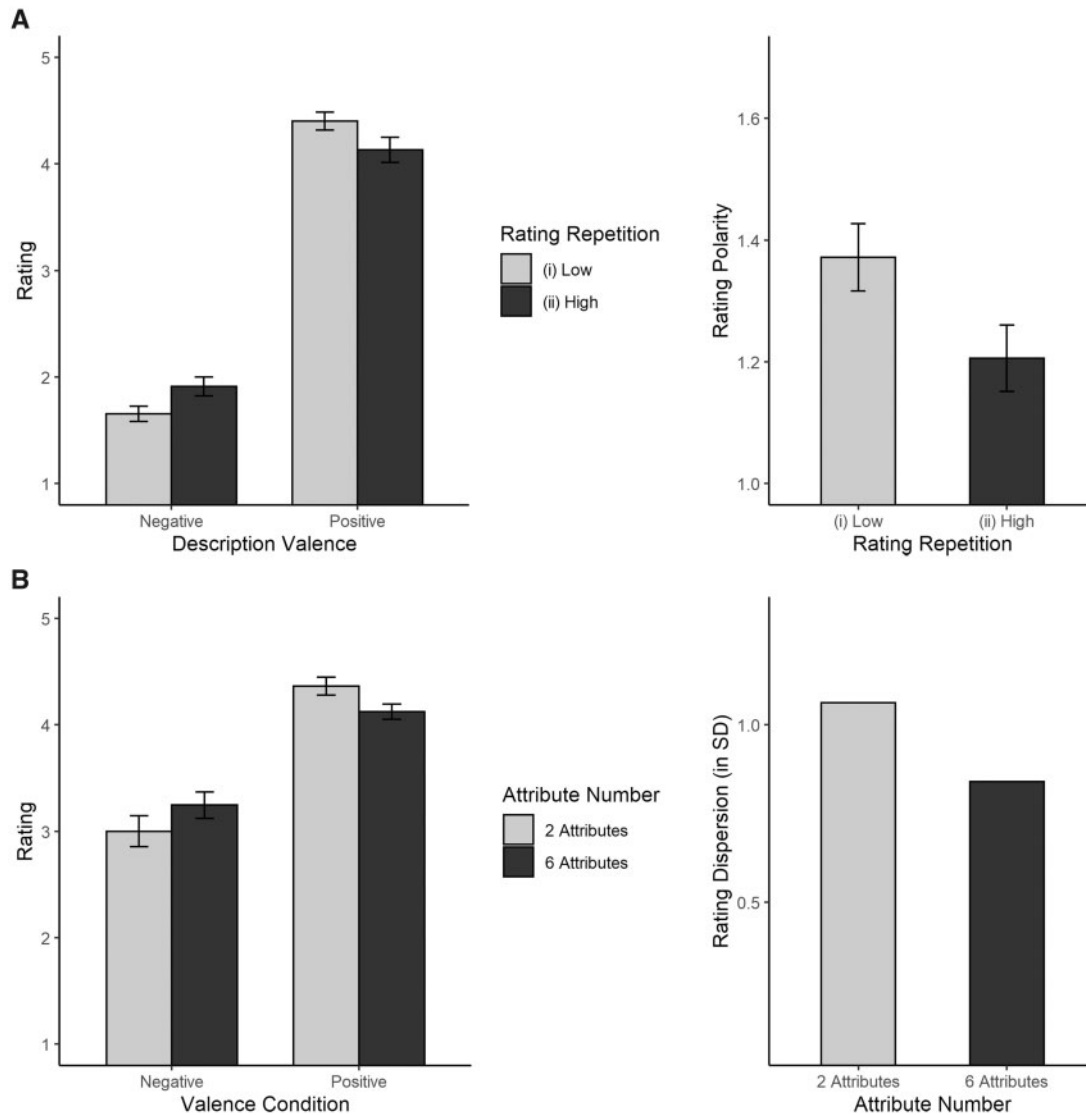 A
5
4
3
2
1
Rating
Negative
Positive
Description Valence
Rating Repetition
(i) Low
(ii) High
1.6
1.4
1.2
1.0
Rating Polarity
(i) Low
(ii) High
Rating Repetition
B
5
4
3
2
1
Rating
Negative
Positive
Valence Condition
Attribute Number
2 Attributes
6 Attributes
1.0
0.5
Rating Dispersion (in SD)
2 Attributes
6 Attributes
Attribute Number